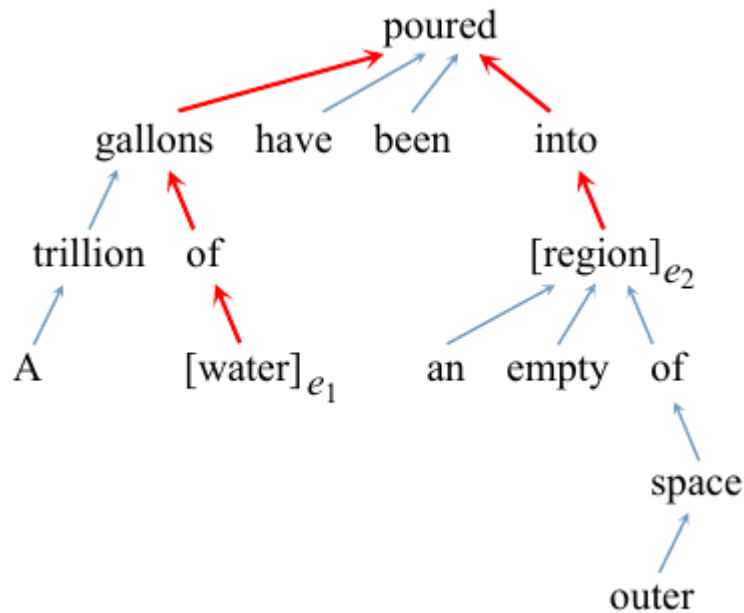 poured
gallons have been into
trillion of [region]e2
A [water]e1 an empty of
space
outer